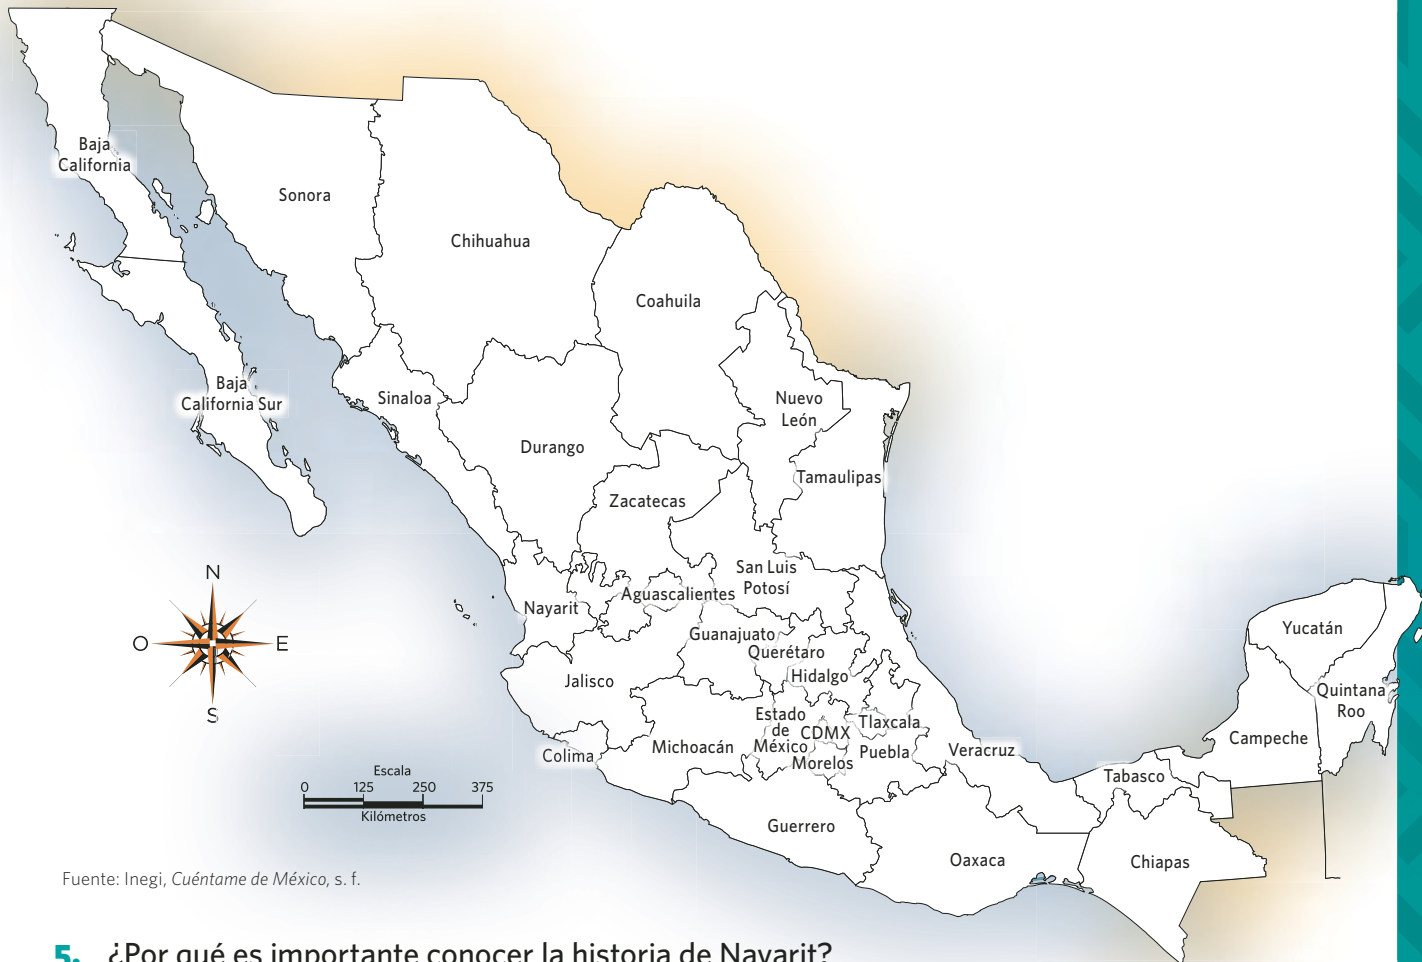 Baja
California
Sonora
Chihuahua
Coahuila
Baja
California Sur
Sinaloa
Nuevo
León
Durango
Tamaulipas
Zacatecas
San Luis
Potosí
Nayarit
Aguascalientes
Guanajuato
Querétaro
Hidalgo
Jalisco
Yucatán
Quintana
Roo
Estado
de
México
CDMX
Tlaxcala
Michoacán
Morelos
Puebla
Veracruz
Campeche
Colima
Tabasco
Guerrero
Oaxaca
Chiapas
N
O
E
S
Escala
0 125 250 375
Kilómetros
Fuente: Inegi, Cuéntame de México, s. f.
5. ¿Por qué es importante conocer la historia de Nayarit?